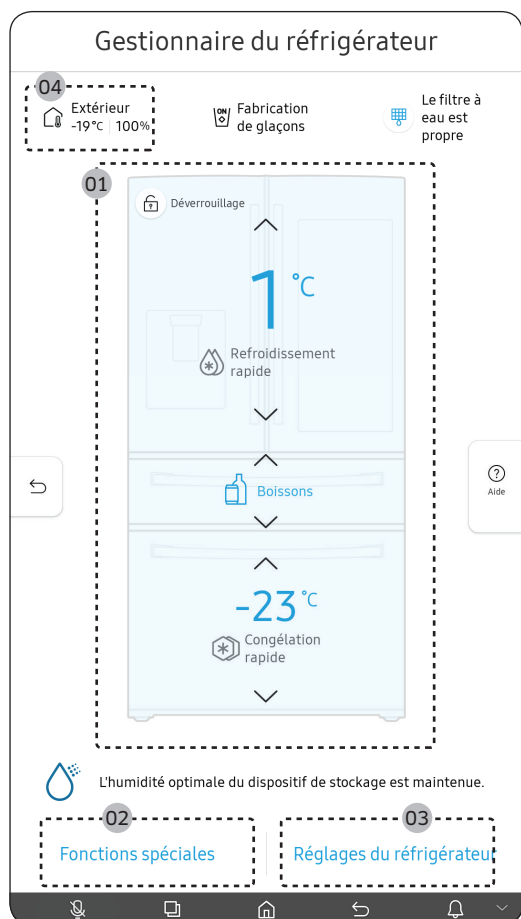 Gestionnaire du réfrigérateur
04
Extérieur
-19°C | 100%
Fabrication
de glaçons
Le filtre à
eau est
propre
01
Déverrouillage
1°C
Refroidissement
rapide
Boissons
Aide
-23°C
Congélation
rapide
L'humidité optimale du dispositif de stockage est maintenue.
02
Fonctions spéciales
03
Réglages du réfrigérateur